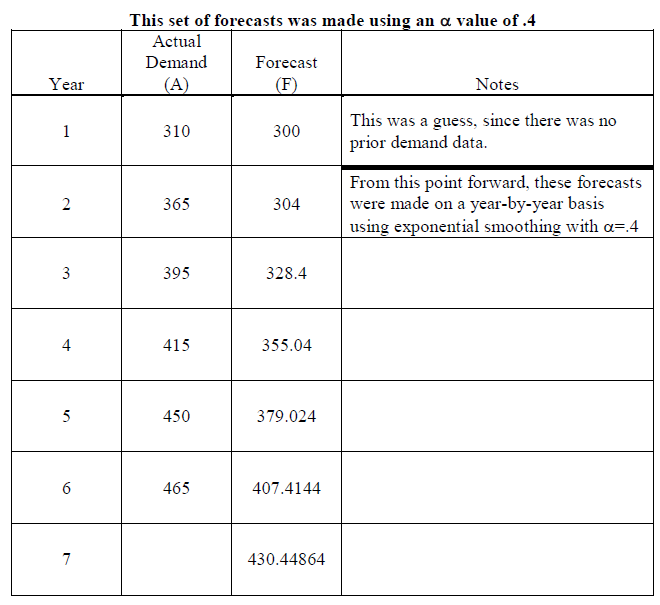 This set of forecasts was made using an α value of .4
Actual
Demand
Forecast
Year
(A)
(F)
Notes
1
310
300
This was a guess, since there was no
prior demand data.
2
365
304
From this point forward, these forecasts
were made on a year-by-year basis
using exponential smoothing with α=.4
3
395
328.4
4
415
355.04
5
450
379.024
6
465
407.4144
7
430.44864